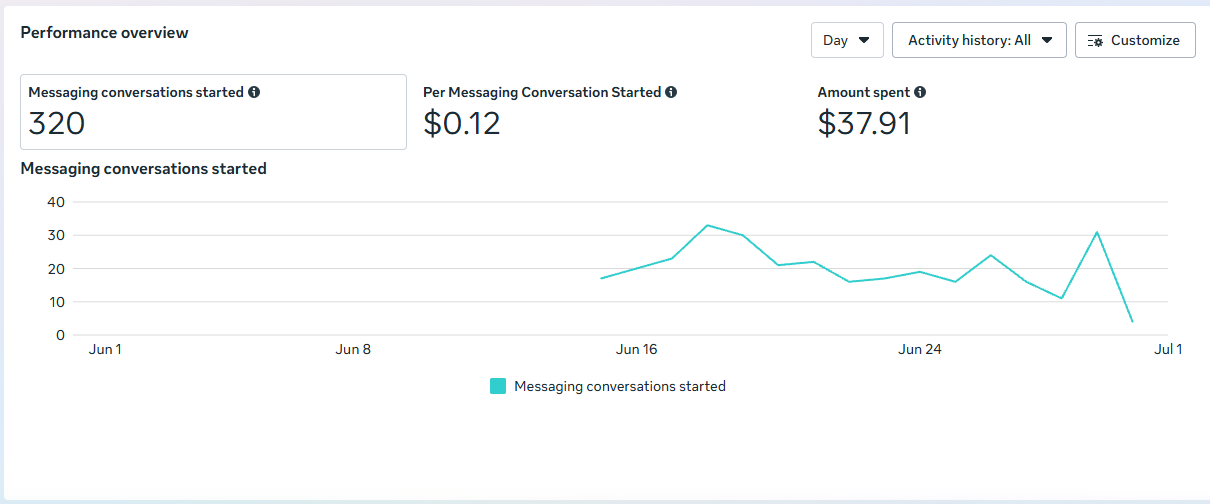 Performance overview
Day
Activity history: All
Customize
Messaging conversations started
320
Per Messaging Conversation Started
$0.12
Amount spent
$37.91
Messaging conversations started
40
30
20
10
0
Jun 1 Jun 8 Jun 16 Jun 24 Jul 1
Messaging conversations started